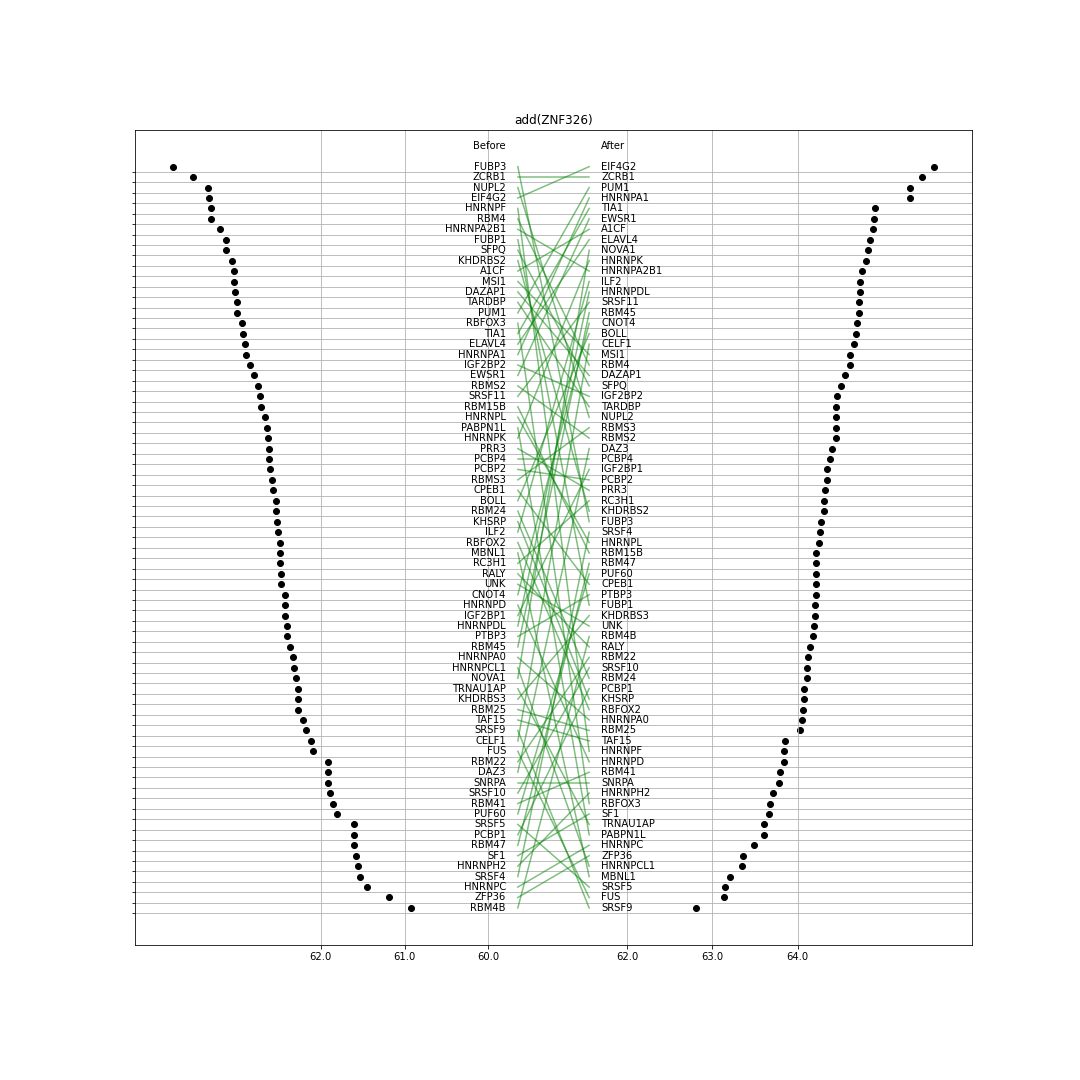 add(ZNF326)
Before After
FUBP3 EIF4G2
ZCRB1 ZCRB1
NUPL2 PUM1
EIF4G2 HNRNPA1
HNRNPF TIA1
RBM4 EWSR1
HNRNPA2B1 A1CF
FUBP1 ELAVL4
SFPQ NOVA1
KHDRBS2 HNRNPK
A1CF HNRNPA2B1
MSI1 ILF2
DAZAP1 HNRNPDL
TARDBP SRSF11
PUM1 RBM45
RBFOX3 CNOT4
TIA1 BOLL
ELAVL4 CELF1
HNRNPA1 MSI1
IGF2BP2 RBM4
EWSR1 DAZAP1
RBMS2 SFPQ
SRSF11 IGF2BP2
RBM15B TARDBP
HNRNPL NUPL2
PABPN1L RBMS3
HNRNPK RBMS2
PRR3 DAZ3
PCBP4 PCBP4
PCBP2 IGF2BP1
RBMS3 PCBP2
CPEB1 PRR3
BOLL RC3H1
RBM24 KHDRBS2
KHSRP FUBP3
ILF2 SRSF4
RBFOX2 HNRNPL
MBNL1 RBM15B
RC3H1 RBM47
RALY PUF60
UNK CPEB1
CNOT4 PTBP3
HNRNPD FUBP1
IGF2BP1 KHDRBS3
HNRNPDL UNK
PTBP3 RBM4B
RBM45 RALY
HNRNPA0 RBM22
HNRNPCL1 SRSF10
NOVA1 RBM24
TRNAU1AP PCBP1
KHDRBS3 KHSRP
RBM25 RBFOX2
TAF15 HNRNPA0
SRSF9 RBM25
CELF1 TAF15
FUS HNRNPF
RBM22 HNRNPD
DAZ3 RBM41
SNRPA SNRPA
SRSF10 HNRNPH2
RBM41 RBFOX3
PUF60 SF1
SRSF5 TRNAU1AP
PCBP1 PABPN1L
RBM47 HNRNPC
SF1 ZFP36
HNRNPH2 HNRNPCL1
SRSF4 MBNL1
HNRNPC SRSF5
ZFP36 FUS
RBM4B SRSF9
62.0 61.0 60.0 62.0 63.0 64.0